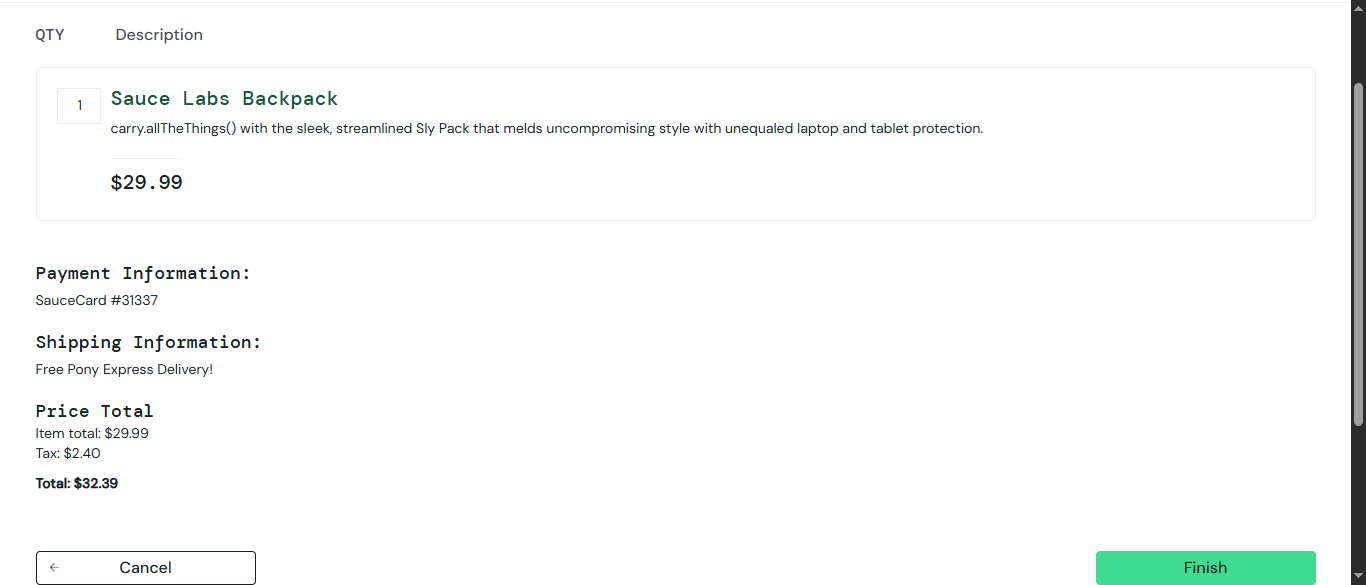 QTY Description
1 Sauce Labs Backpack
carry.allTheThings() with the sleek, streamlined Sly Pack that melds uncompromising style with unequaled laptop and tablet protection.
$29.99
Payment Information:
SauceCard #31337
Shipping Information:
Free Pony Express Delivery!
Price Total
Item total: $29.99
Tax: $2.40
Total: $32.39
Cancel Finish